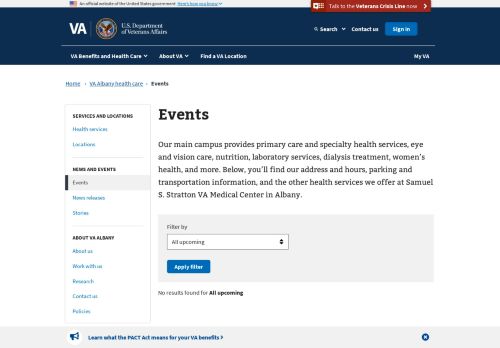 An official website of the United States government Here's how you know
Talk to the Veterans Crisis Line now
VA
U.S. Department
of Veterans Affairs
Search
Contact us
Sign in
VA Benefits and Health Care
About VA
Find a VA Location
My VA
Home
VA Albany health care
Events
SERVICES AND LOCATIONS
Health services
Locations
NEWS AND EVENTS
Events
News releases
Stories
ABOUT VA ALBANY
About us
Work with us
Research
Contact us
Policies
Events
Our main campus provides primary care and specialty health services, eye
and vision care, nutrition, laboratory services, dialysis treatment, women's
health, and more. Below, you'll find our address and hours, parking and
transportation information, and the other health services we offer at Samuel
S. Stratton VA Medical Center in Albany.
Filter by
All upcoming
Apply filter
No results found for All upcoming
Learn what the PACT Act means for your VA benefits